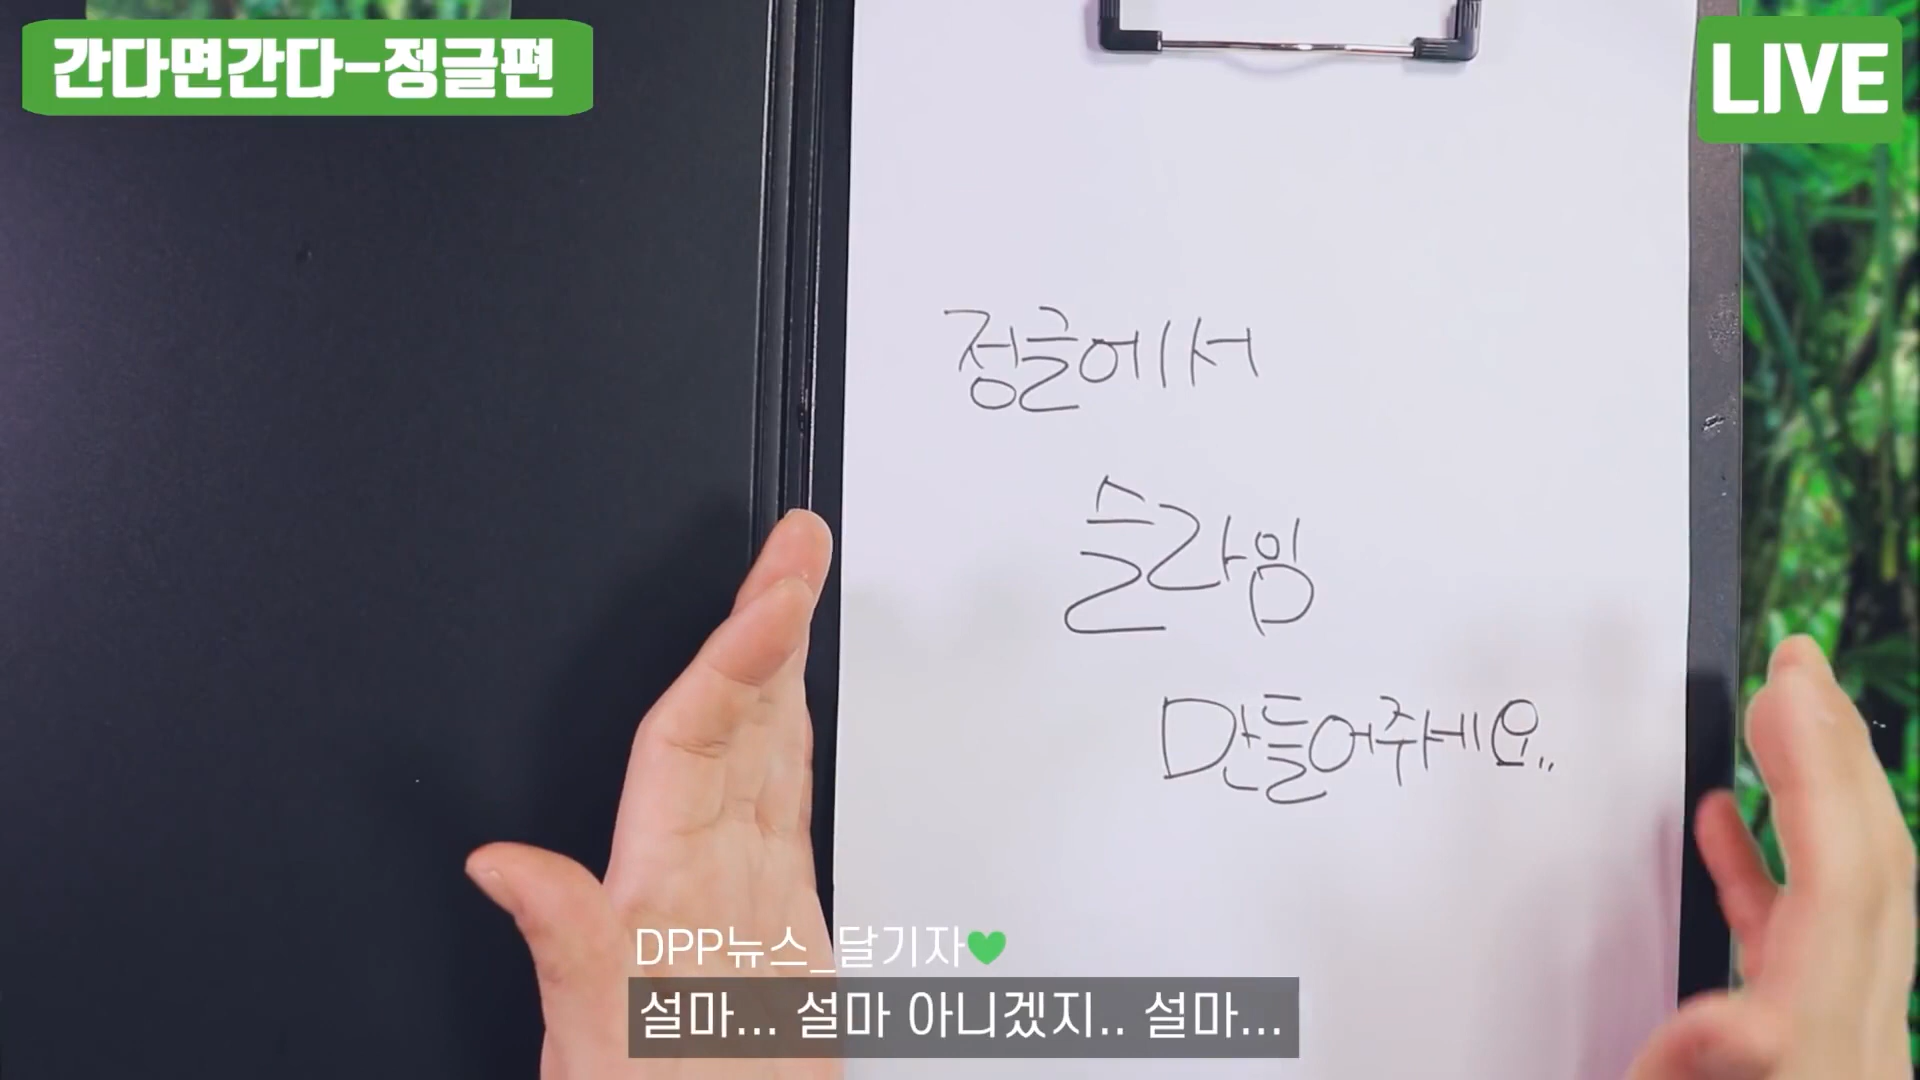 간다면간다-정글편
LIVE
정글에서
슬라임
만들어주세요..
DPP뉴스_달기자💚
설마... 설마 아니겠지.. 설마...